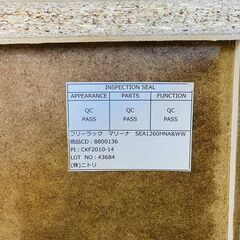 INSPECTION SEAL
APPEARANCE PARTS FUNCTION
QC QC QC
PASS PASS PASS
フリーラック マリーナ SEA1260HNA&WW
商品CD : 8800136
PI : CKF2010-14
LOT NO : 43684
(株)ニトリ